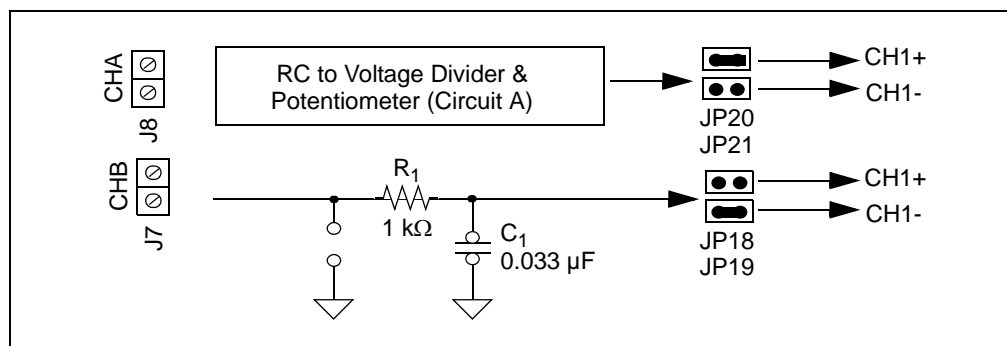 CHA
J8
RC to Voltage Divider &
Potentiometer (Circuit A)
CH1+
CH1-
JP20
JP21
CHB
J7
R1
1 kΩ
C1
0.033 µF
CH1+
CH1-
JP18
JP19